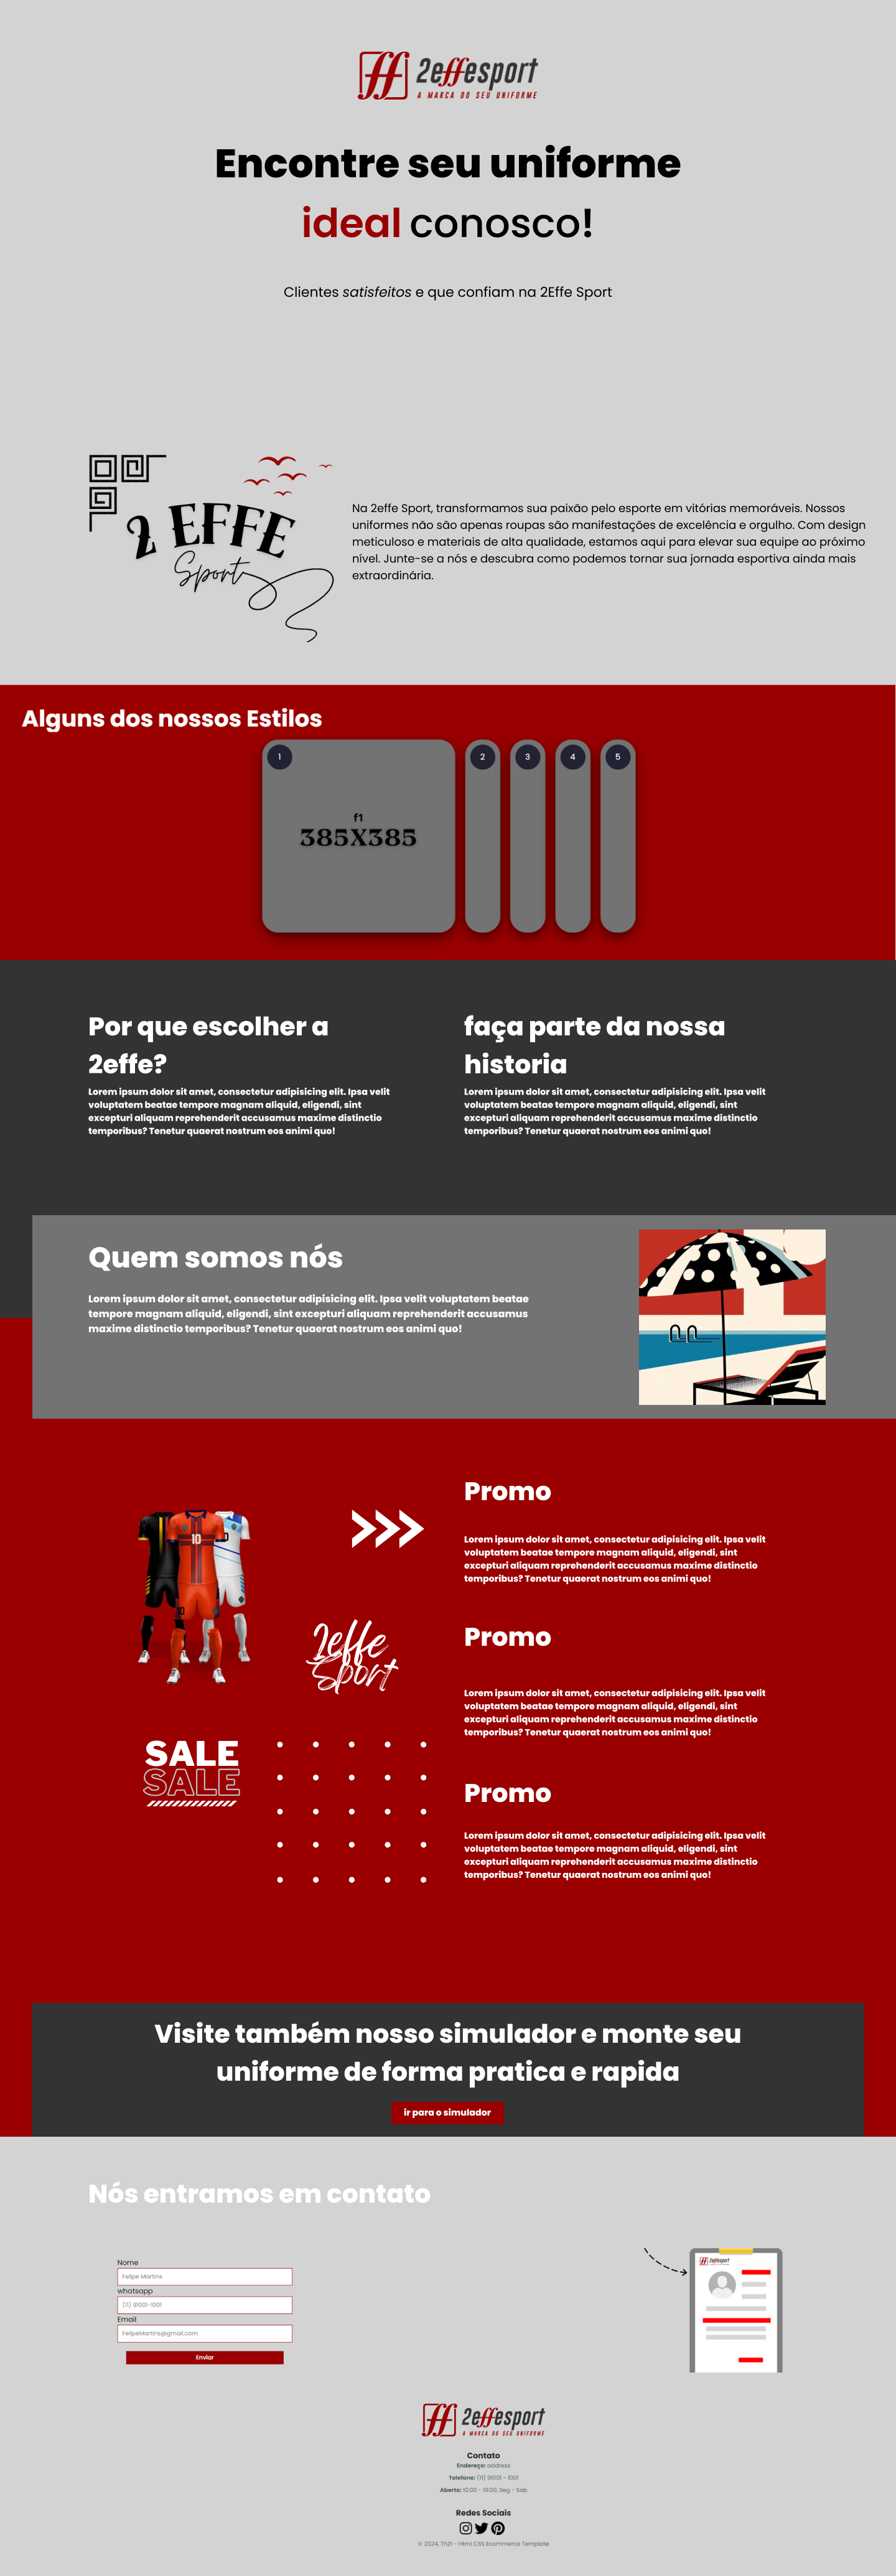 2effesport
A MARCA DO SEU UNIFORME
Encontre seu uniforme
ideal conosco!
Clientes satisfeitos e que confiam na 2Effe Sport
2 EFFE
Sport
Na 2effe Sport, transformamos sua paixão pelo esporte em vitórias memoráveis. Nossos
uniformes não são apenas roupas são manifestações de excelência e orgulho. Com design
meticuloso e materiais de alta qualidade, estamos aqui para elevar sua equipe ao próximo
nível. Junte-se a nós e descubra como podemos tornar sua jornada esportiva ainda mais
extraordinária.
Alguns dos nossos Estilos
1
2
3
4
5
f1
385X385
Por que escolher a
2effe?
Lorem ipsum dolor sit amet, consectetur adipisicing elit. Ipsa velit
voluptatem beatae tempore magnam aliquid, eligendi, sint
excepturi aliquam reprehenderit accusamus maxime distinctio
temporibus? Tenetur quaerat nostrum eos animi quo!
faça parte da nossa
historia
Lorem ipsum dolor sit amet, consectetur adipisicing elit. Ipsa velit
voluptatem beatae tempore magnam aliquid, eligendi, sint
excepturi aliquam reprehenderit accusamus maxime distinctio
temporibus? Tenetur quaerat nostrum eos animi quo!
Quem somos nós
Lorem ipsum dolor sit amet, consectetur adipisicing elit. Ipsa velit voluptatem beatae
tempore magnam aliquid, eligendi, sint excepturi aliquam reprehenderit accusamus
maxime distinctio temporibus? Tenetur quaerat nostrum eos animi quo!
10
2effe
Sport
SALE
SALE
Promo
Lorem ipsum dolor sit amet, consectetur adipisicing elit. Ipsa velit
voluptatem beatae tempore magnam aliquid, eligendi, sint
excepturi aliquam reprehenderit accusamus maxime distinctio
temporibus? Tenetur quaerat nostrum eos animi quo!
Promo
Lorem ipsum dolor sit amet, consectetur adipisicing elit. Ipsa velit
voluptatem beatae tempore magnam aliquid, eligendi, sint
excepturi aliquam reprehenderit accusamus maxime distinctio
temporibus? Tenetur quaerat nostrum eos animi quo!
Promo
Lorem ipsum dolor sit amet, consectetur adipisicing elit. Ipsa velit
voluptatem beatae tempore magnam aliquid, eligendi, sint
excepturi aliquam reprehenderit accusamus maxime distinctio
temporibus? Tenetur quaerat nostrum eos animi quo!
Visite também nosso simulador e monte seu
uniforme de forma pratica e rapida
ir para o simulador
Nós entramos em contato
Nome
Felipe Martins
whatsapp
(11) 91001-1001
Email
FelipeMartins@gmail.com
Enviar
2effesport
2effesport
A MARCA DO SEU UNIFORME
Contato
Endereço: address
Telefone: (11) 91001 - 1001
Aberto: 10:00 - 19:00, Seg - Sab
Redes Sociais
© 2024, Th2t - Html CSS Ecommerce Template